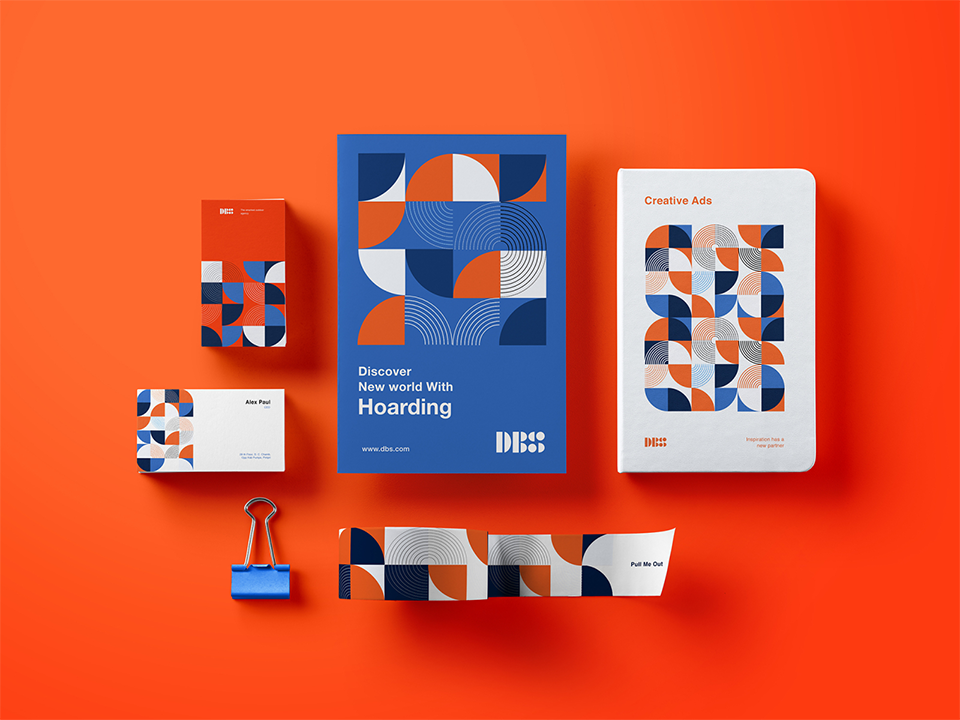 DBS
Discover
New world With
Hoarding
www.dbs.com
DBS
Creative Ads
DBS
Inspiration has a
new partner
Alex Paul
Pull Me Out